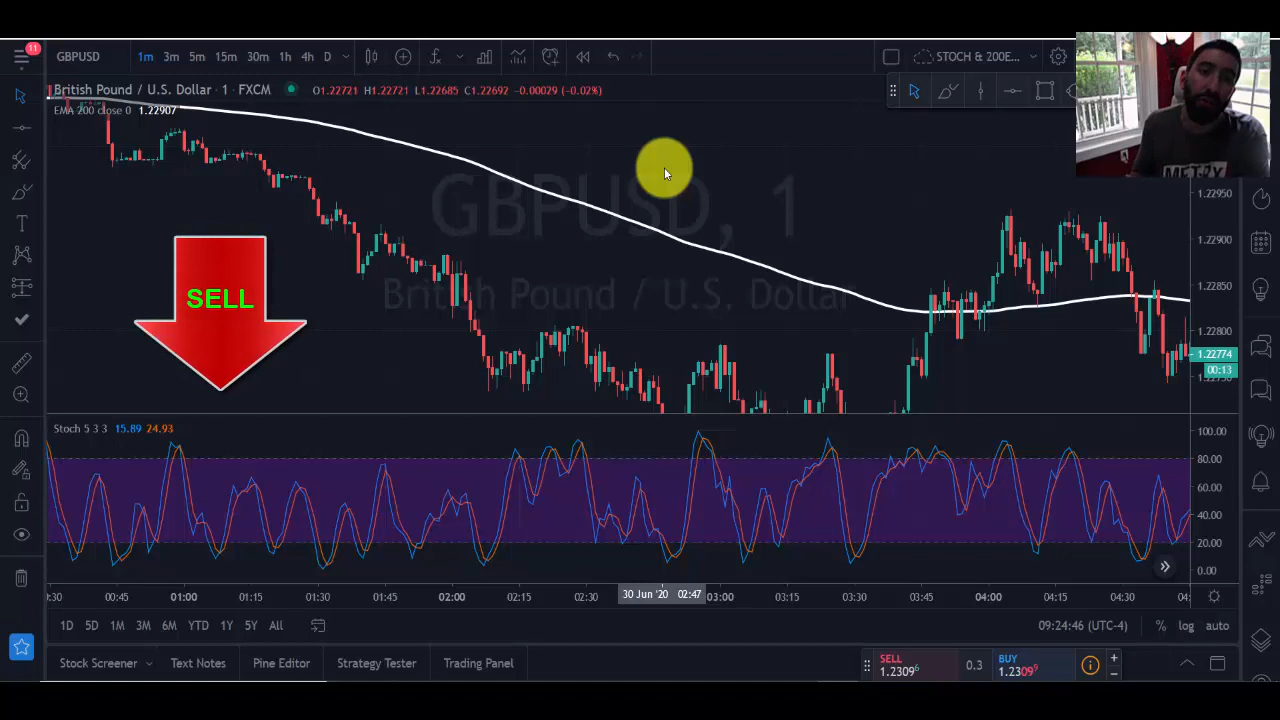 11
GBPUSD 1m 3m 5m 15m 30m 1h 4h D STOCH & 200E...
British Pound / U.S. Dollar · 1 · FXCM O1.22721 H1.22721 L1.22685 C1.22692 -0.00029 (-0.02%)
EMA 200 close 0 1.22907
GBPUSD, 1
British Pound / U.S. Dollar
SELL
1.22950
1.22900
1.22850
1.22800
1.22774
00:13
Stoch 5 3 3 15.89 24.93
100.00
80.00
60.00
40.00
20.00
0.00
:30 00:45 01:00 01:15 01:30 01:45 02:00 02:15 02:30 30 Jun '20 02:47 03:00 03:15 03:30 03:45 04:00 04:15 04:30 04:
1D 5D 1M 3M 6M YTD 1Y 5Y All 09:24:46 (UTC-4) % log auto
Stock Screener Text Notes Pine Editor Strategy Tester Trading Panel
SELL
1.23096
0.3
BUY
1.23099